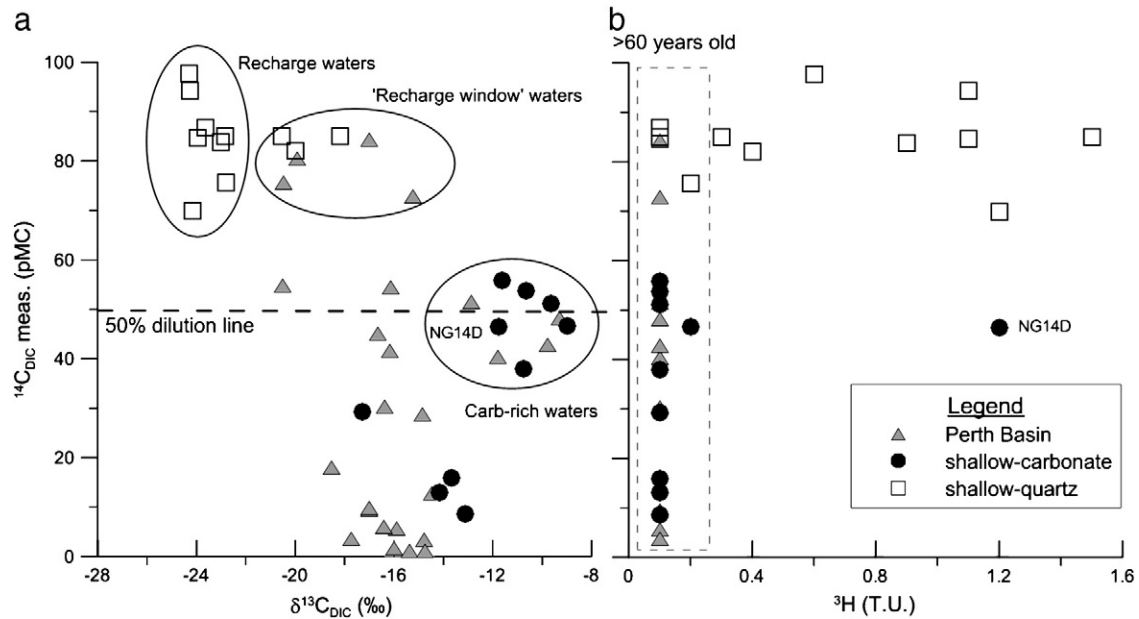 a
b
>60 years old
100
80
60
40
20
0
¹⁴C_DIC meas. (pMC)
Recharge waters
'Recharge window' waters
50% dilution line
NG14D
Carb-rich waters
-28 -24 -20 -16 -12 -8
δ¹³C_DIC (‰)
NG14D
Legend
Perth Basin
shallow-carbonate
shallow-quartz
0 0.4 0.8 1.2 1.6
³H (T.U.)